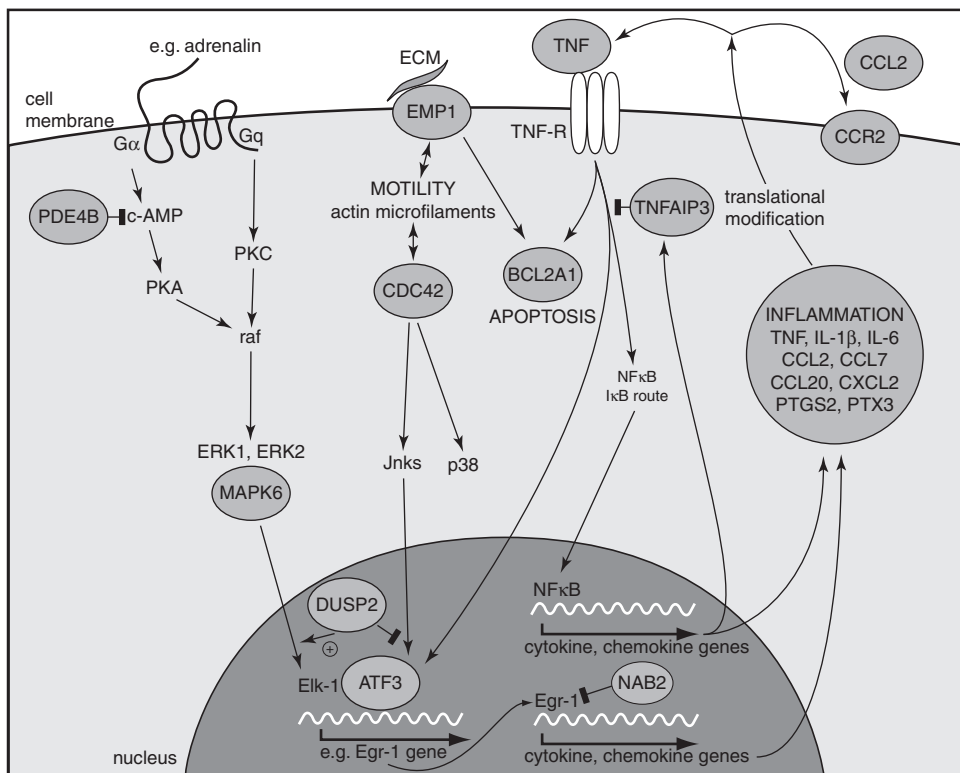 e.g. adrenalin
cell
membrane
Gα
Gq
PDE4B
c-AMP
PKA
PKC
raf
ERK1, ERK2
MAPK6
ECM
EMP1
MOTILITY
actin microfilaments
CDC42
Jnks
p38
TNF
TNF-R
BCL2A1
APOPTOSIS
NFκB
IκB route
TNFAIP3
translational
modification
CCL2
CCR2
INFLAMMATION
TNF, IL-1β, IL-6
CCL2, CCL7
CCL20, CXCL2
PTGS2, PTX3
DUSP2
+
Elk-1
ATF3
e.g. Egr-1 gene
NFκB
cytokine, chemokine genes
Egr-1
NAB2
cytokine, chemokine genes
nucleus